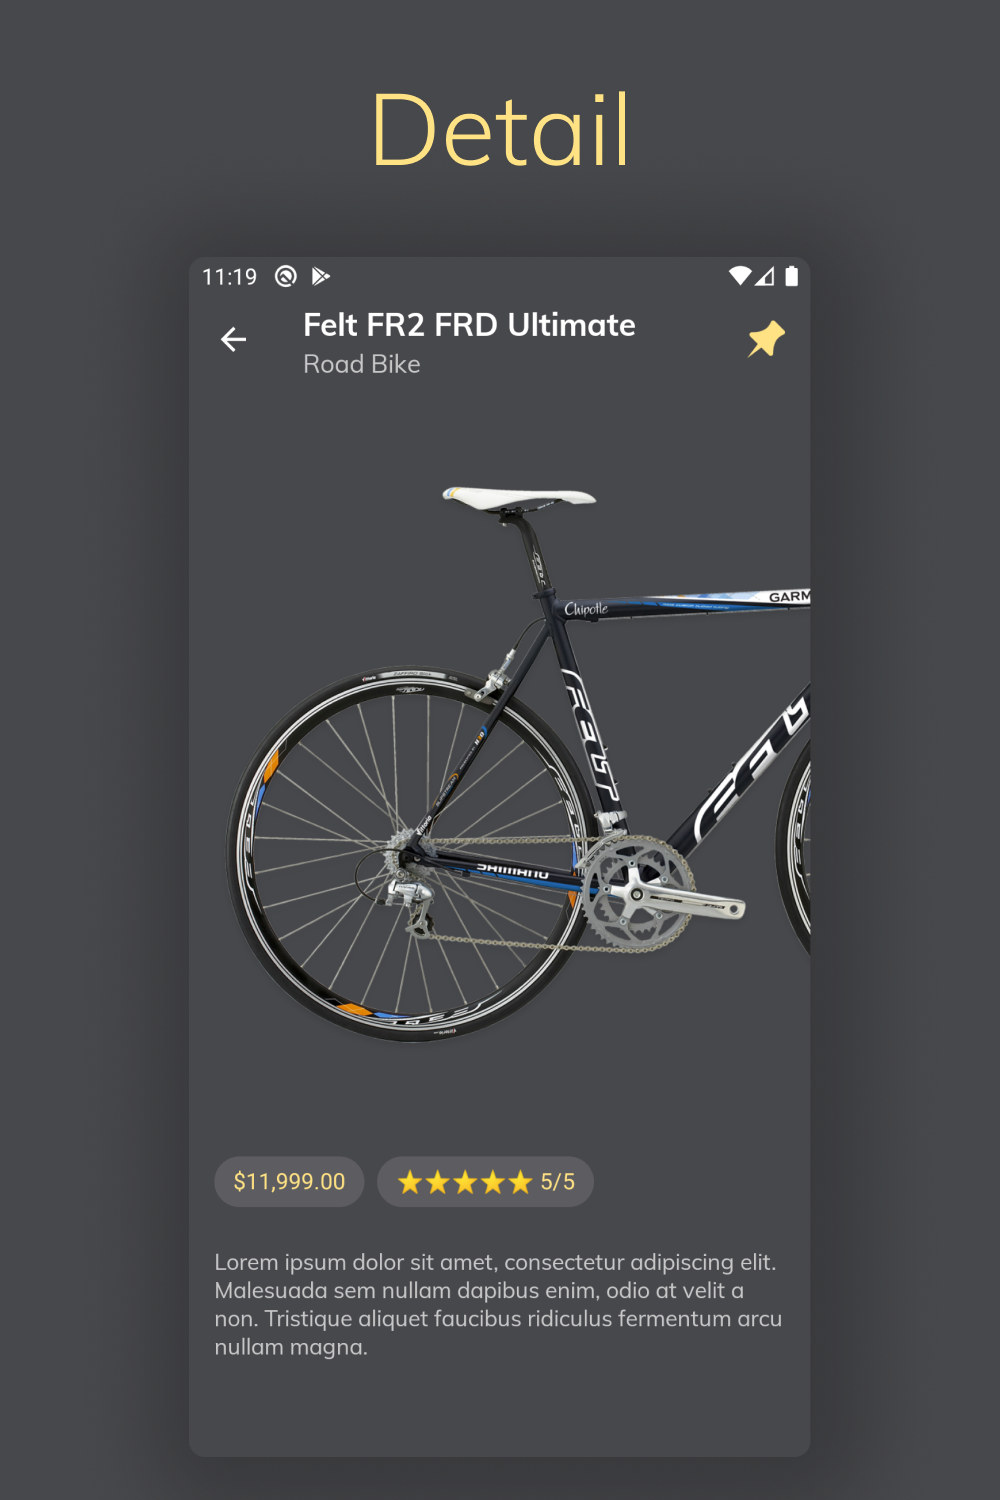 Detail
11:19
Felt FR2 FRD Ultimate
Road Bike
Chipotle
GARM
FELT
FELT
SHIMANO
$11,999.00
5/5
Lorem ipsum dolor sit amet, consectetur adipiscing elit.
Malesuada sem nullam dapibus enim, odio at velit a
non. Tristique aliquet faucibus ridiculus fermentum arcu
nullam magna.